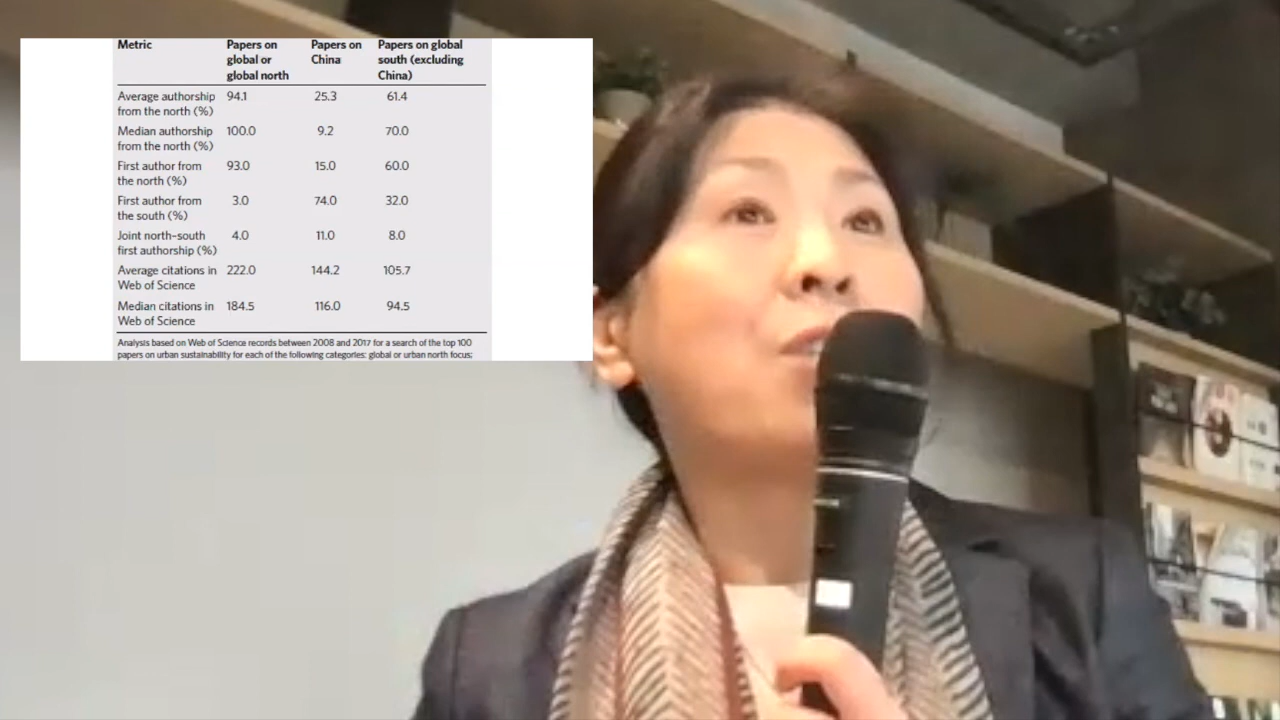 Metric Papers on Papers on Papers on global
global or China south (excluding
global north China)
Average authorship 94.1 25.3 61.4
from the north (%)
Median authorship 100.0 9.2 70.0
from the north (%)
First author from 93.0 15.0 60.0
the north (%)
First author from 3.0 74.0 32.0
the south (%)
Joint north–south 4.0 11.0 8.0
first authorship (%)
Average citations in 222.0 144.2 105.7
Web of Science
Median citations in 184.5 116.0 94.5
Web of Science
Analysis based on Web of Science records between 2008 and 2017 for a search of the top 100
papers on urban sustainability for each of the following categories: global or urban north focus;